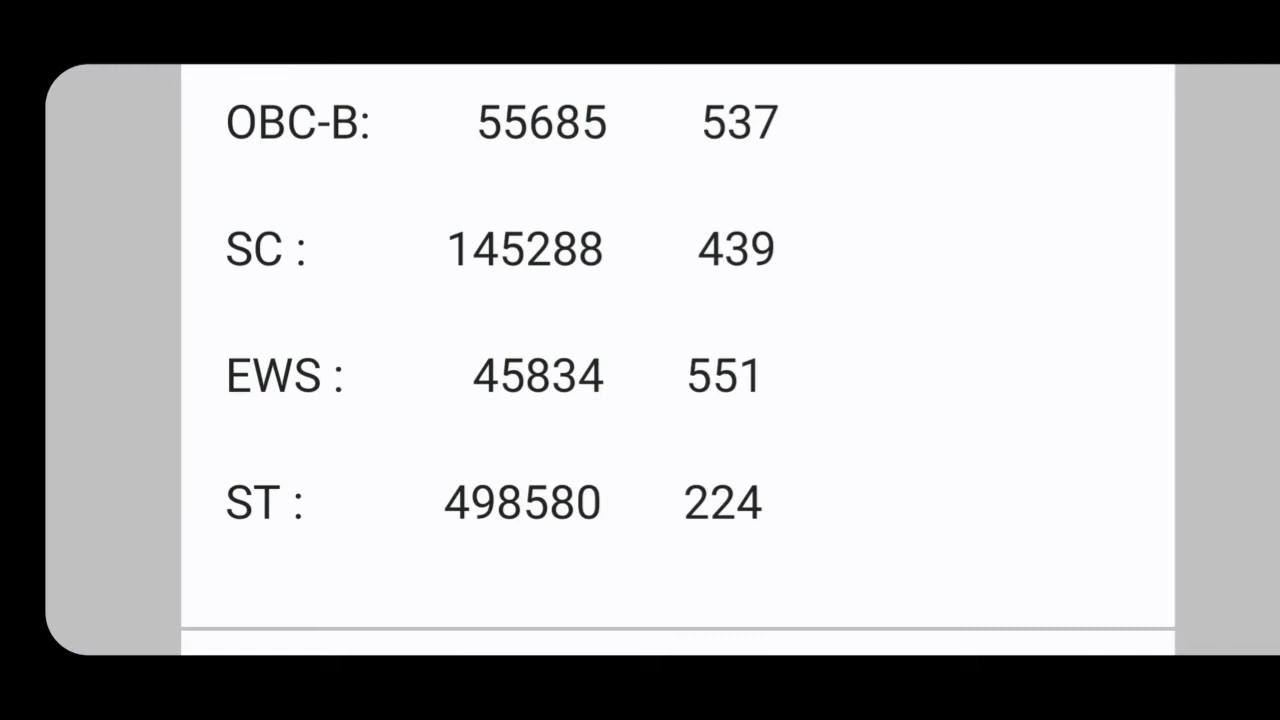 OBC-B: 55685 537
SC : 145288 439
EWS : 45834 551
ST : 498580 224